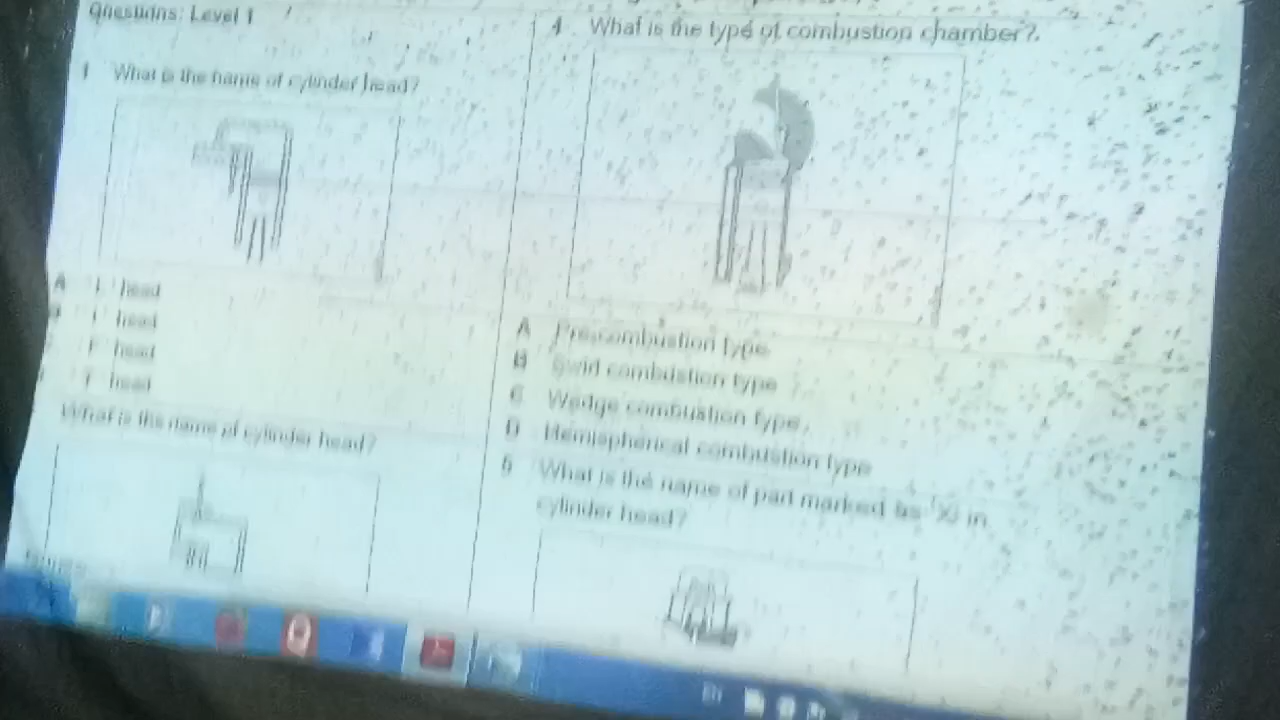 Questions: Level 1
1 What is the name of cylinder head?
A L head
head
F head
T head
What is the name of cylinder head?
4 What is the type of combustion chamber?
A Precombustion type
B Swirl combustion type
C Wedge combustion type
D Hemispherical combustion type
5 What is the name of part marked as 'X' in
cylinder head?